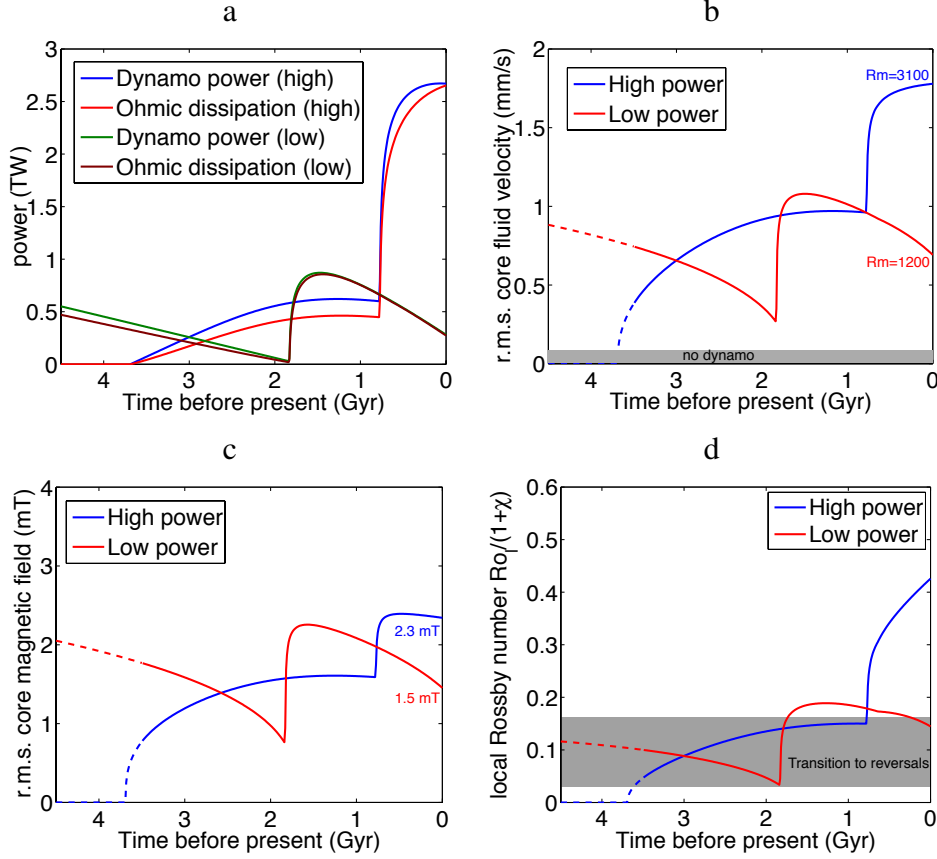 a
3
2.5
2
1.5
1
0.5
0
4
3
2
1
0
power (TW)
Time before present (Gyr)
Dynamo power (high)
Ohmic dissipation (high)
Dynamo power (low)
Ohmic dissipation (low)
b
2
1.5
1
0.5
0
4
3
2
1
0
r.m.s. core fluid velocity (mm/s)
Time before present (Gyr)
High power
Low power
Rm=3100
Rm=1200
no dynamo
c
4
3
2
1
0
4
3
2
1
0
r.m.s. core magnetic field (mT)
Time before present (Gyr)
High power
Low power
2.3 mT
1.5 mT
d
0.6
0.5
0.4
0.3
0.2
0.1
0
4
3
2
1
0
local Rossby number Ro_l/(1+χ)
Time before present (Gyr)
High power
Low power
Transition to reversals